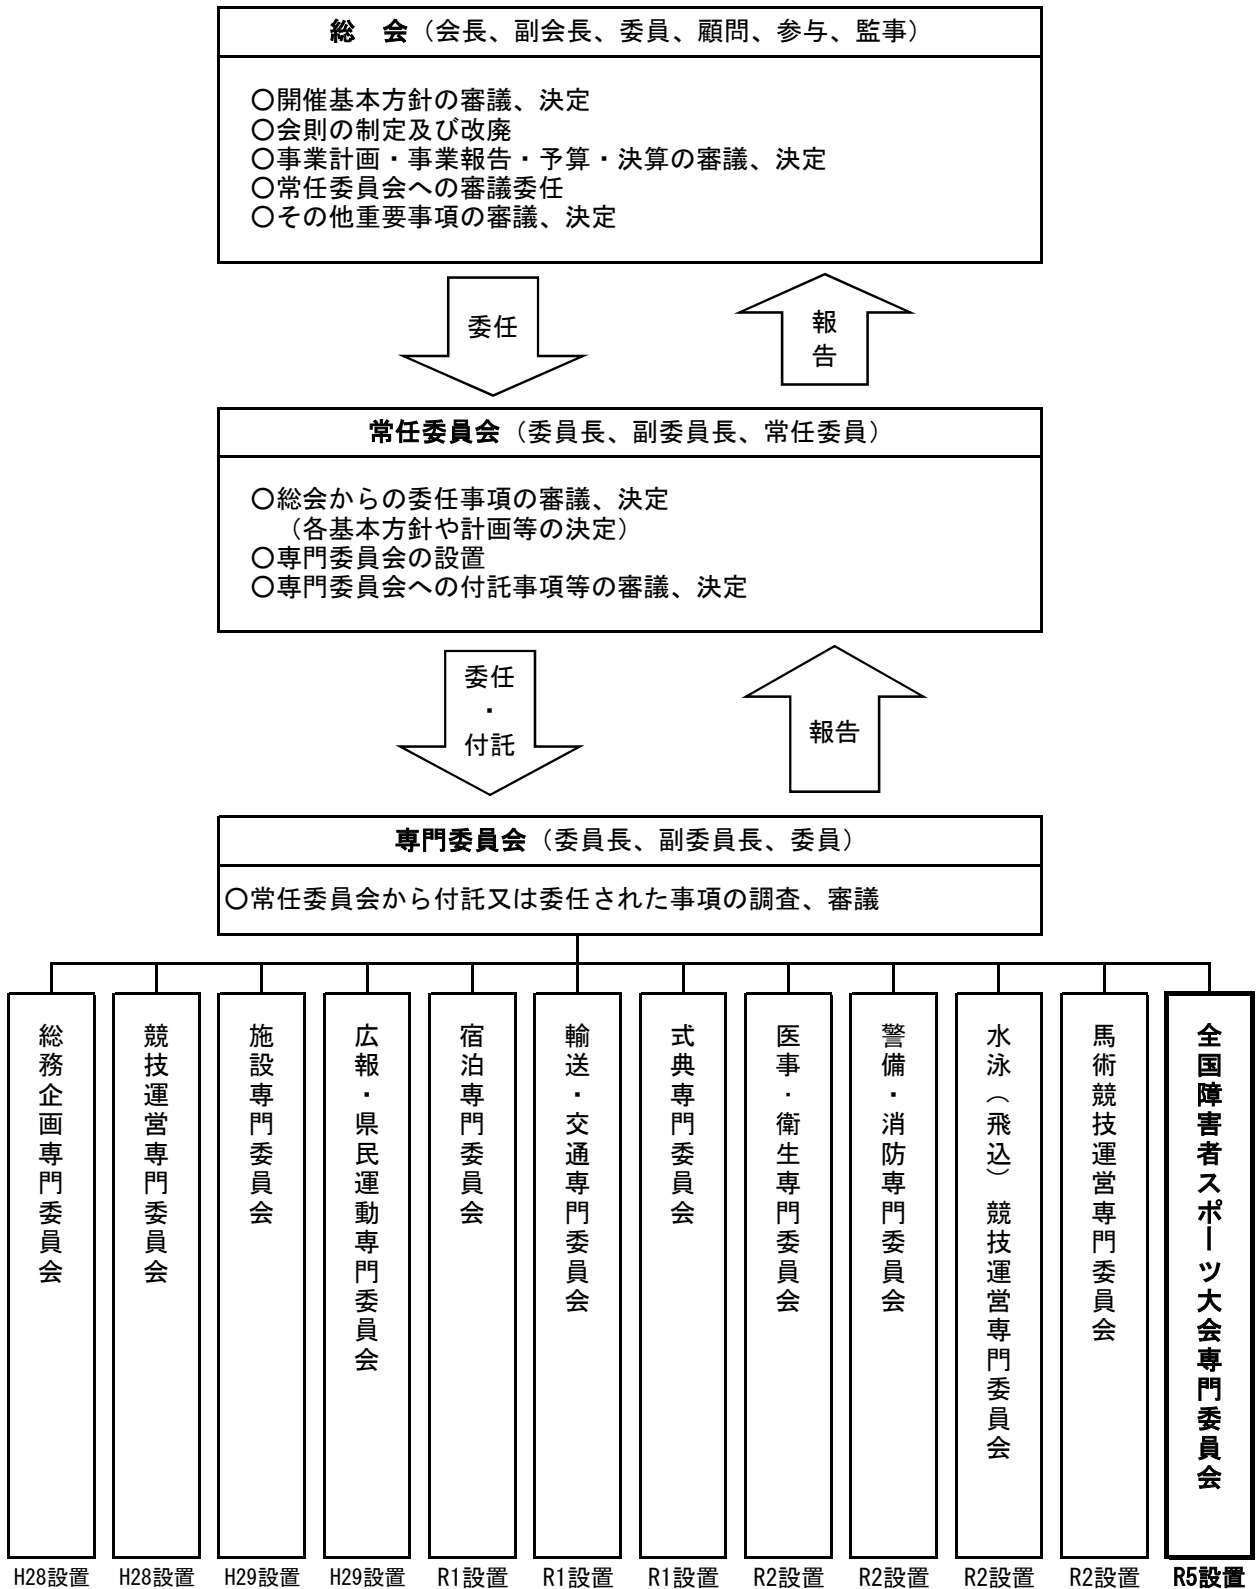 総　会（会長、副会長、委員、顧問、参与、監事）
〇開催基本方針の審議、決定
〇会則の制定及び改廃
〇事業計画・事業報告・予算・決算の審議、決定
〇常任委員会への審議委任
〇その他重要事項の審議、決定
委任
報告
常任委員会（委員長、副委員長、常任委員）
〇総会からの委任事項の審議、決定
（各基本方針や計画等の決定）
〇専門委員会の設置
〇専門委員会への付託事項等の審議、決定
委任・付託
報告
専門委員会（委員長、副委員長、委員）
〇常任委員会から付託又は委任された事項の調査、審議
総務企画専門委員会
競技運営専門委員会
施設専門委員会
広報・県民運動専門委員会
宿泊専門委員会
輸送・交通専門委員会
式典専門委員会
医事・衛生専門委員会
警備・消防専門委員会
水泳（飛込）競技運営専門委員会
馬術競技運営専門委員会
全国障害者スポーツ大会専門委員会
H28設置
H28設置
H29設置
H29設置
R1設置
R1設置
R1設置
R2設置
R2設置
R2設置
R2設置
R5設置